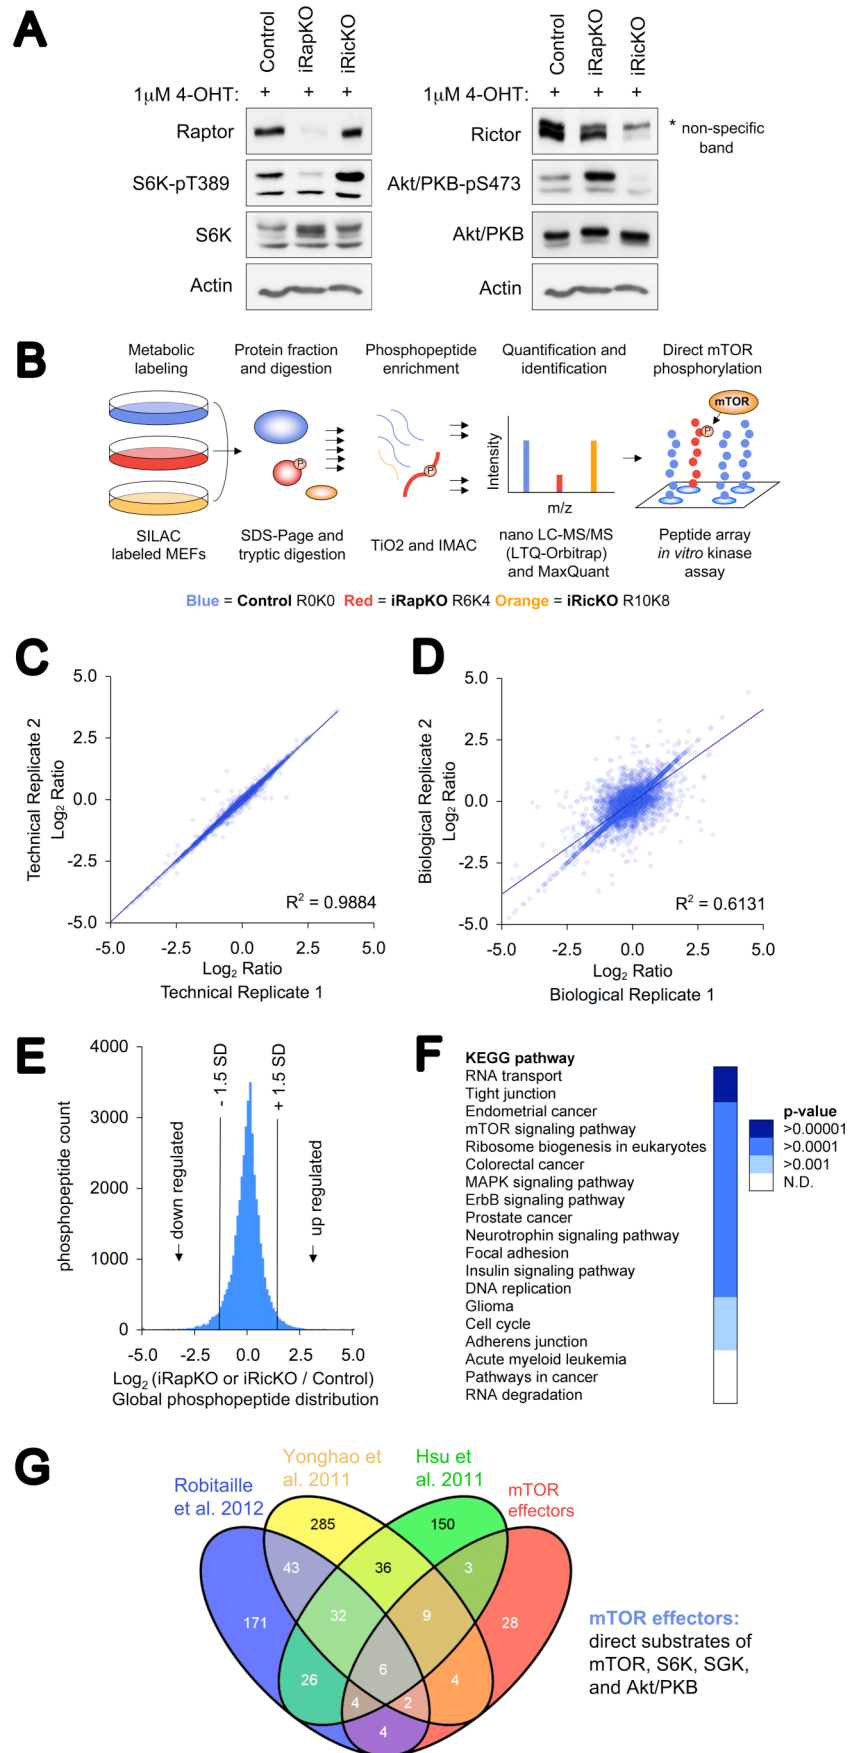 A
Control
iRapKO
iRicKO
1µM 4-OHT: + + +
Raptor
S6K-pT389
S6K
Actin
Control
iRapKO
iRicKO
1µM 4-OHT: + + +
Rictor
* non-specific
band
Akt/PKB-pS473
Akt/PKB
Actin
B
Metabolic
labeling
Protein fraction
and digestion
Phosphopeptide
enrichment
Quantification and
identification
Direct mTOR
phosphorylation
P
P
Intensity
m/z
mTOR
P
SILAC
labeled MEFs
SDS-Page and
tryptic digestion
TiO2 and IMAC
nano LC-MS/MS
(LTQ-Orbitrap)
and MaxQuant
Peptide array
in vitro kinase
assay
Blue = Control R0K0 Red = iRapKO R6K4 Orange = iRicKO R10K8
C
Technical Replicate 2
Log₂ Ratio
5.0
2.5
0.0
-2.5
-5.0
R² = 0.9884
-5.0 -2.5 0.0 2.5 5.0
Log₂ Ratio
Technical Replicate 1
D
Biological Replicate 2
Log₂ Ratio
5.0
2.5
0.0
-2.5
-5.0
R² = 0.6131
-5.0 -2.5 0.0 2.5 5.0
Log₂ Ratio
Biological Replicate 1
E
phosphopeptide count
4000
3000
2000
1000
0
- 1.5 SD
+ 1.5 SD
down regulated
up regulated
-5.0 -2.5 0.0 2.5 5.0
Log₂ (iRapKO or iRicKO / Control)
Global phosphopeptide distribution
F
KEGG pathway
RNA transport
Tight junction
Endometrial cancer
mTOR signaling pathway
Ribosome biogenesis in eukaryotes
Colorectal cancer
MAPK signaling pathway
ErbB signaling pathway
Prostate cancer
Neurotrophin signaling pathway
Focal adhesion
Insulin signaling pathway
DNA replication
Glioma
Cell cycle
Adherens junction
Acute myeloid leukemia
Pathways in cancer
RNA degradation
p-value
>0.00001
>0.0001
>0.001
N.D.
G
Robitaille
et al. 2012
Yonghao et
al. 2011
Hsu et
al. 2011
mTOR
effectors
285
150
43
36
3
171
32
9
28
26
6
4
4
2
4
mTOR effectors:
direct substrates of
mTOR, S6K, SGK,
and Akt/PKB